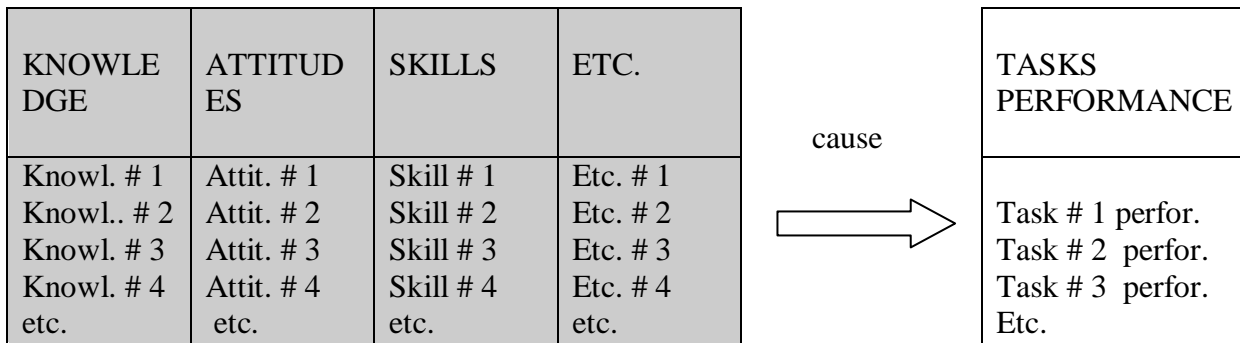 KNOWLE
DGE
ATTITUD
ES
SKILLS
ETC.
Knowl. # 1
Knowl.. # 2
Knowl. # 3
Knowl. # 4
etc.
Attit. # 1
Attit. # 2
Attit. # 3
Attit. # 4
etc.
Skill # 1
Skill # 2
Skill # 3
Skill # 4
etc.
Etc. # 1
Etc. # 2
Etc. # 3
Etc. # 4
etc.
cause
TASKS
PERFORMANCE
Task # 1 perfor.
Task # 2 perfor.
Task # 3 perfor.
Etc.